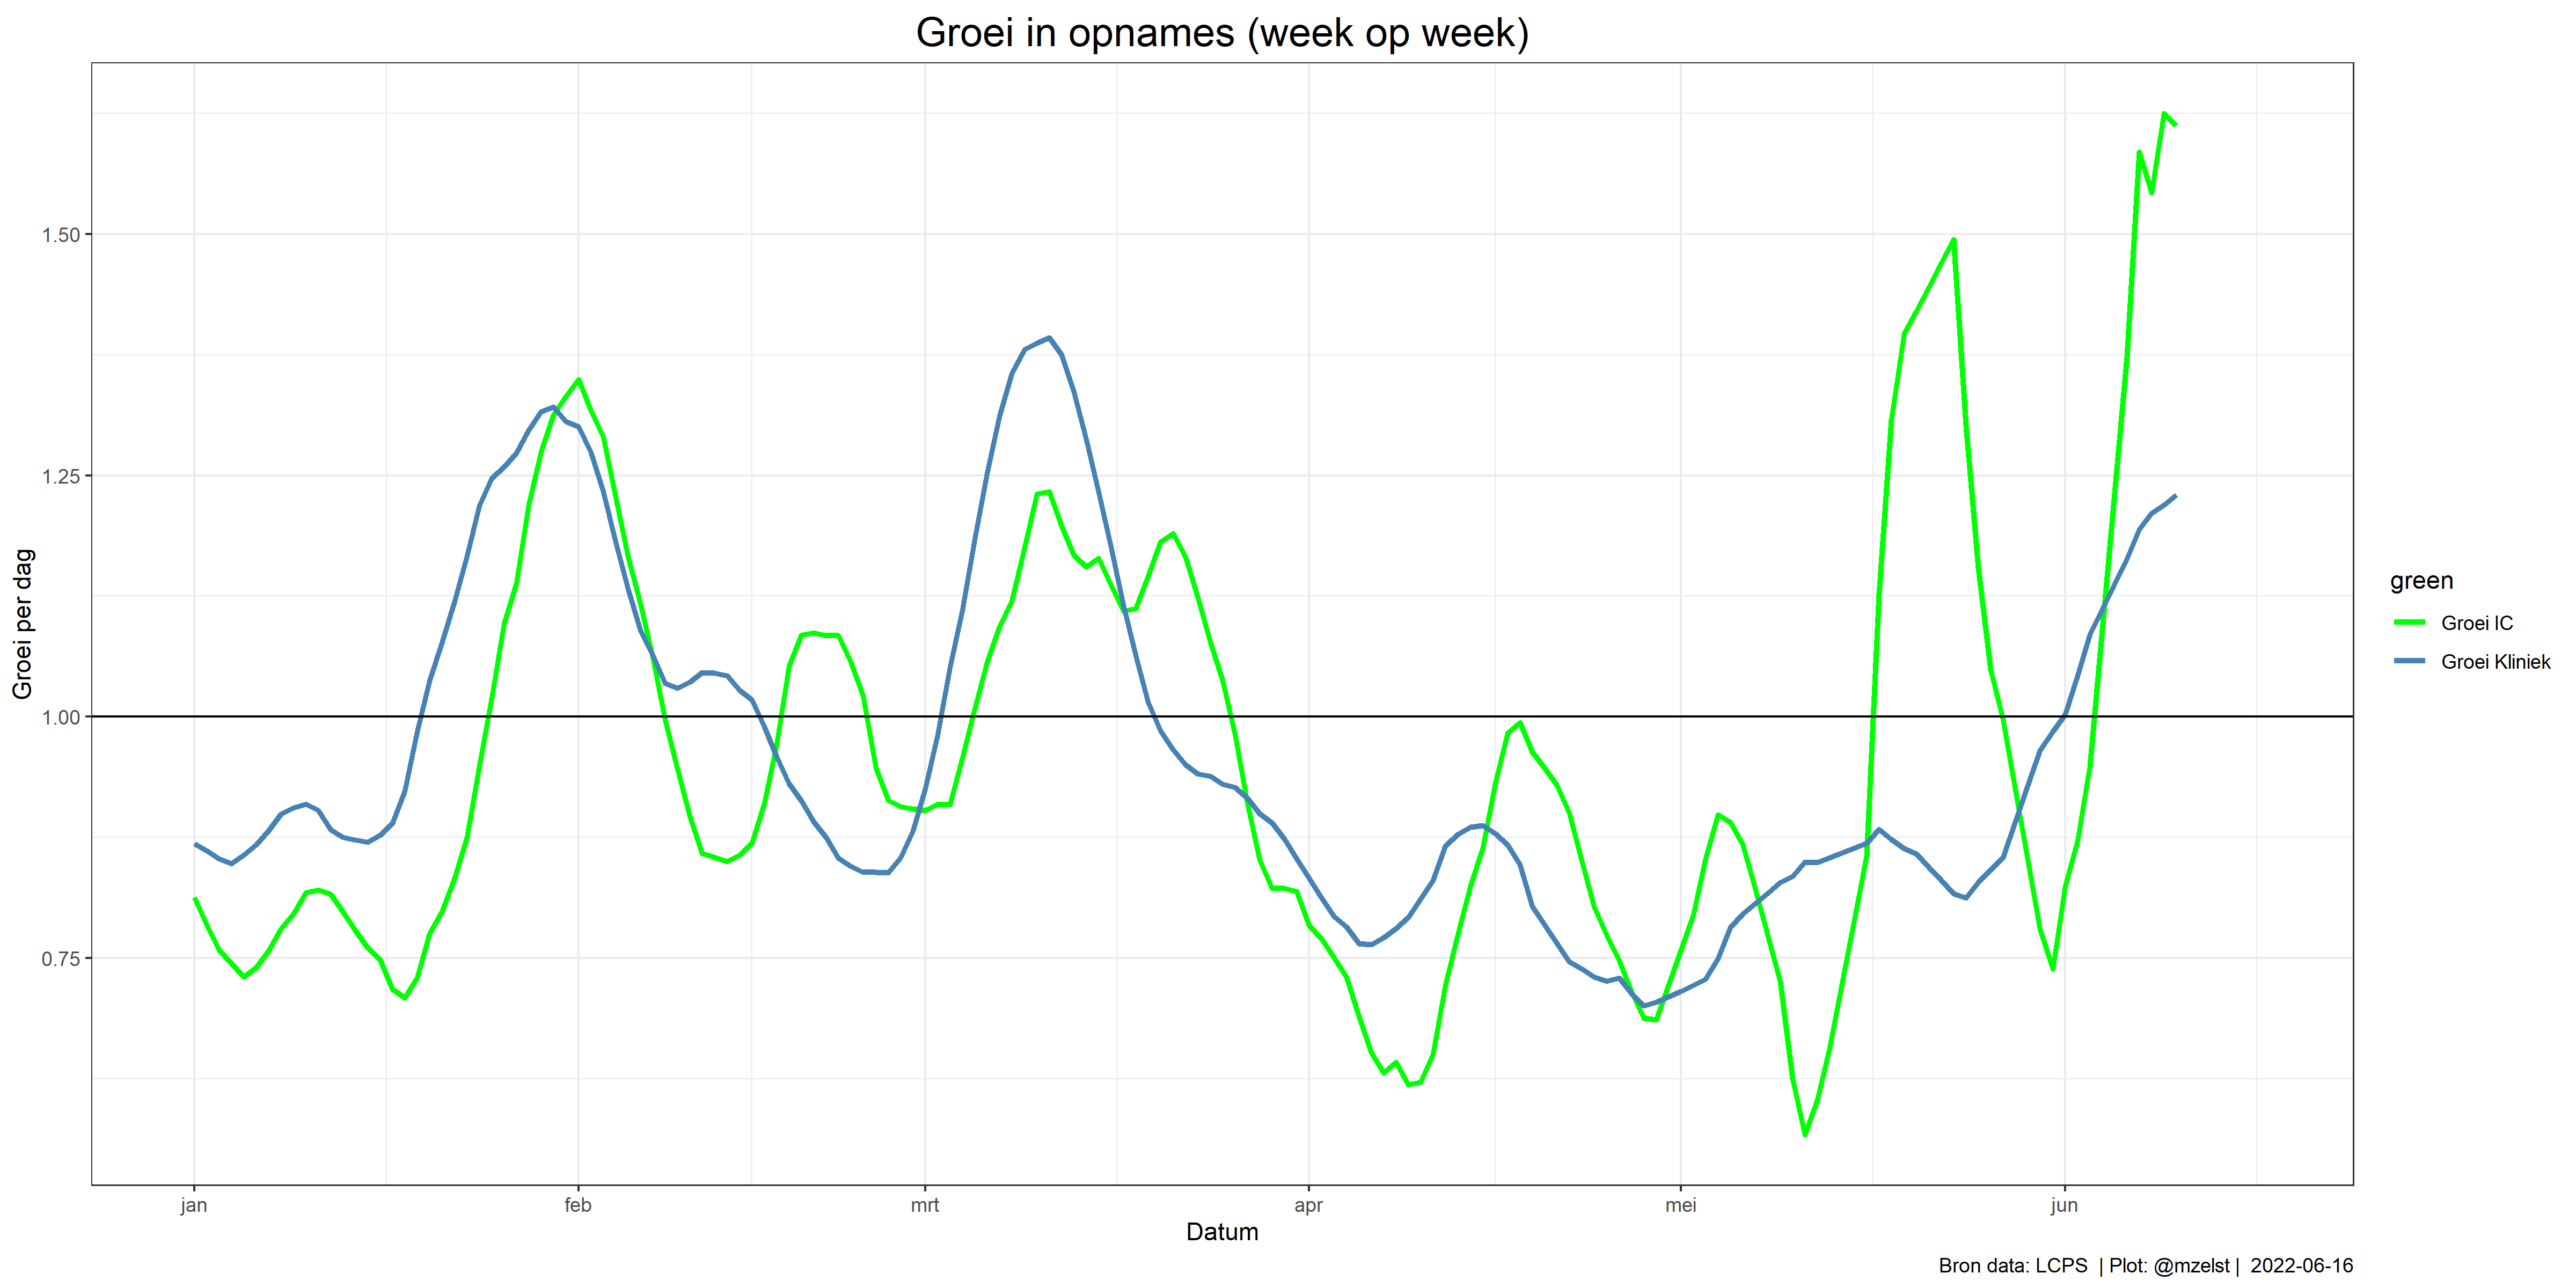 Groei in opnames (week op week)
Groei per dag
1.50
1.25
1.00
0.75
jan feb mrt apr mei jun
Datum
green
Groei IC
Groei Kliniek
Bron data: LCPS | Plot: @mzelst | 2022-06-16